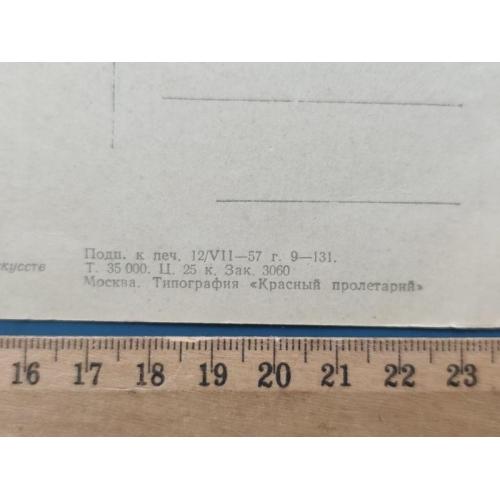 Подп. к печ. 12/VII—57 г. 9—131.
кусств
Т. 35 000. Ц. 25 к. Зак. 3060
Москва. Типография «Красный пролетарий»
16 17 18 19 20 21 22 23